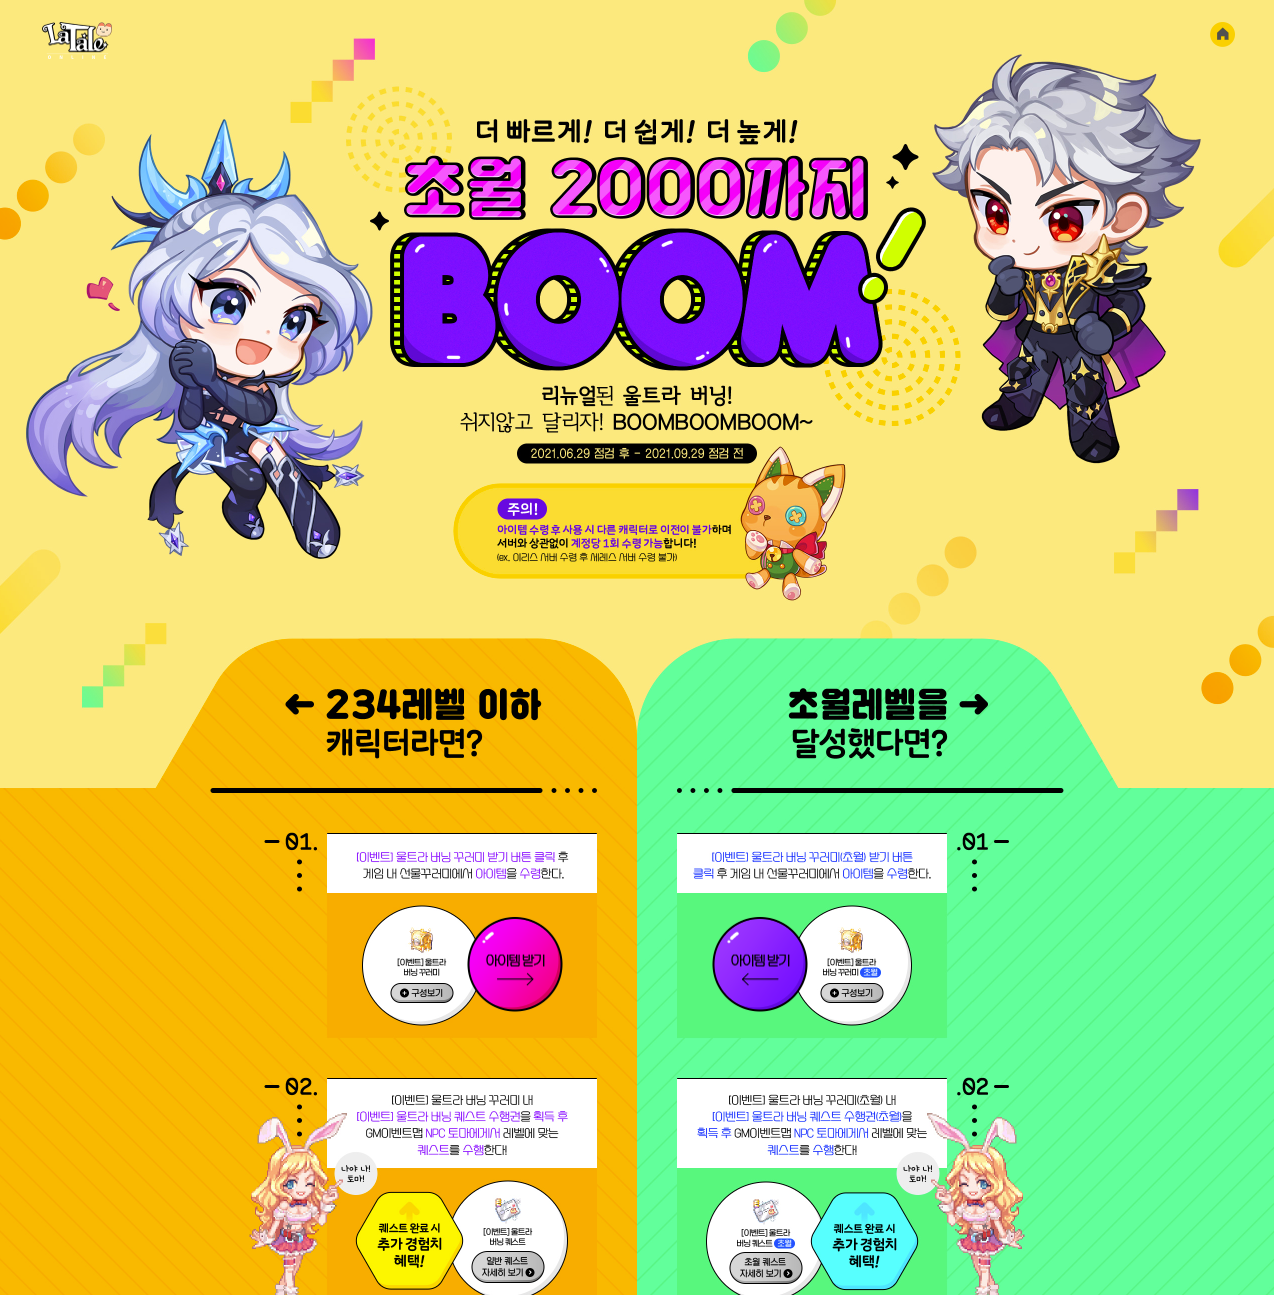 LaTale
ONLINE
더 빠르게! 더 쉽게! 더 높게!
초월 2000까지
BOOM!
리뉴얼된 울트라 버닝!
쉬지않고 달리자! BOOMBOOMBOOM~
2021.06.29 점검 후 - 2021.09.29 점검 전
주의!
아이템 수령 후 사용 시 다른 캐릭터로 이전이 불가하며
서버와 상관없이 계정당 1회 수령 가능합니다!
(ex. 이리스 서버 수령 후 세레스 서버 수령 불가)
← 234레벨 이하
캐릭터라면?
01.
[이벤트] 울트라 버닝 꾸러미 받기 버튼 클릭 후
게임 내 선물꾸러미에서 아이템을 수령한다.
[이벤트] 울트라
버닝 꾸러미
구성보기
아이템 받기
02.
[이벤트] 울트라 버닝 꾸러미 내
[이벤트] 울트라 버닝 퀘스트 수행권을 획득 후
GM이벤트맵 NPC 토마에게서 레벨에 맞는
퀘스트를 수행한다!
나야 나!
토마!
퀘스트 완료 시
추가 경험치
혜택!
[이벤트] 울트라
버닝 퀘스트
일반 퀘스트
자세히 보기
초월레벨을 →
달성했다면?
.01
[이벤트] 울트라 버닝 꾸러미(초월) 받기 버튼
클릭 후 게임 내 선물꾸러미에서 아이템을 수령한다.
아이템 받기
[이벤트] 울트라
버닝 꾸러미 초월
구성보기
.02
[이벤트] 울트라 버닝 꾸러미(초월) 내
[이벤트] 울트라 버닝 퀘스트 수행권(초월)을
획득 후 GM이벤트맵 NPC 토마에게서 레벨에 맞는
퀘스트를 수행한다!
나야 나!
토마!
[이벤트] 울트라
버닝 퀘스트 초월
초월 퀘스트
자세히 보기
퀘스트 완료 시
추가 경험치
혜택!